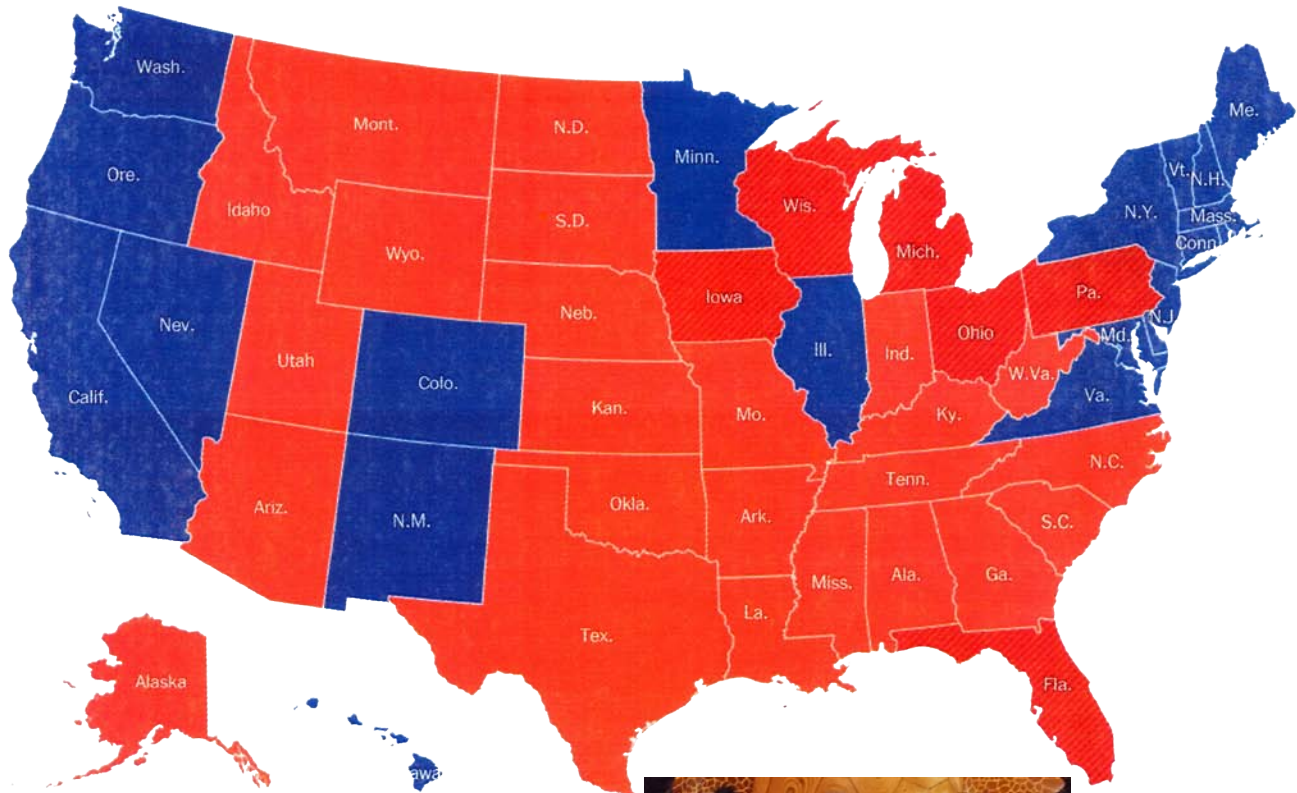 Wash.
Me.
Mont.
N.D.
Minn.
Ore.
Vt.
N.H.
Idaho
Wis.
N.Y.
Mass.
S.D.
Conn.
Wyo.
Mich.
Iowa
Pa.
Neb.
N.J.
Nev.
Ohio
Md.
Utah
Ill.
Ind.
W.Va.
Colo.
Calif.
Kan.
Mo.
Ky.
Va.
N.C.
Tenn.
Ariz.
Okla.
Ark.
N.M.
S.C.
Miss.
Ala.
Ga.
La.
Tex.
Alaska
Fla.
awa